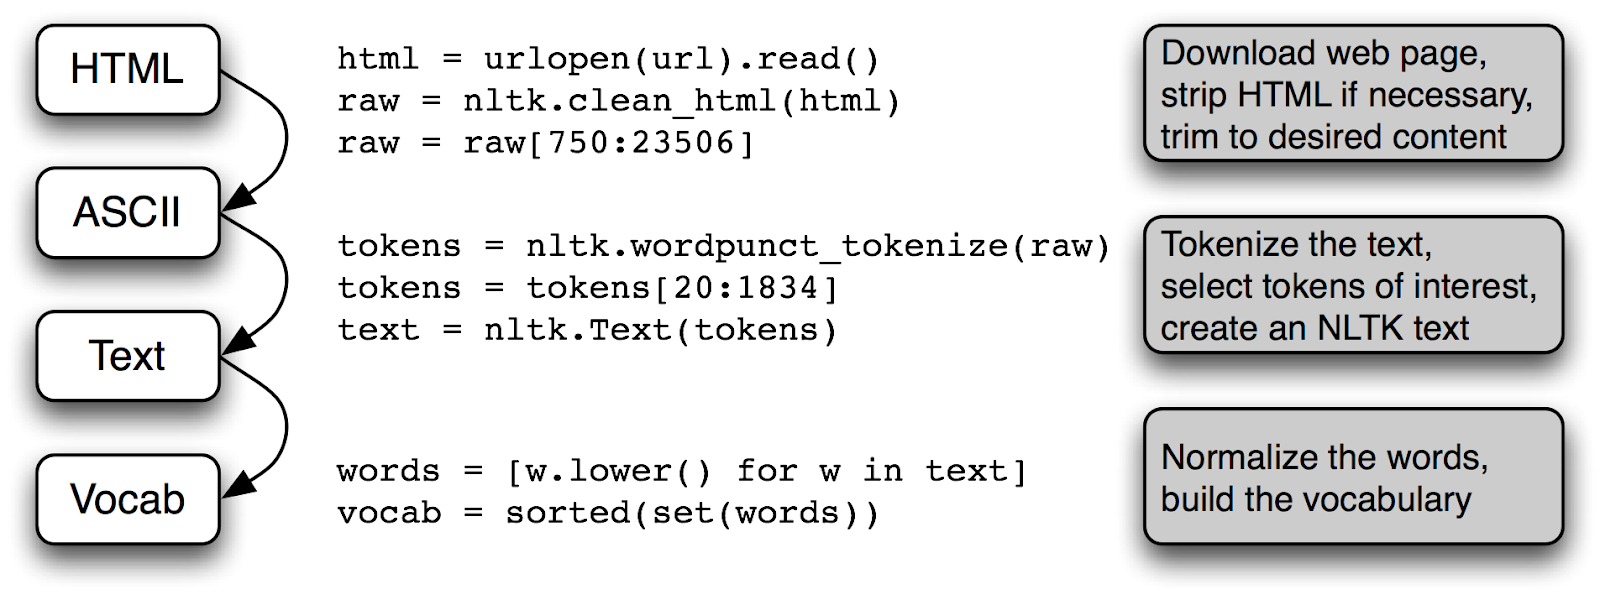 HTML
html = urlopen(url).read()
raw = nltk.clean_html(html)
raw = raw[750:23506]
Download web page,
strip HTML if necessary,
trim to desired content
ASCII
tokens = nltk.wordpunct_tokenize(raw)
tokens = tokens[20:1834]
text = nltk.Text(tokens)
Tokenize the text,
select tokens of interest,
create an NLTK text
Text
words = [w.lower() for w in text]
vocab = sorted(set(words))
Normalize the words,
build the vocabulary
Vocab